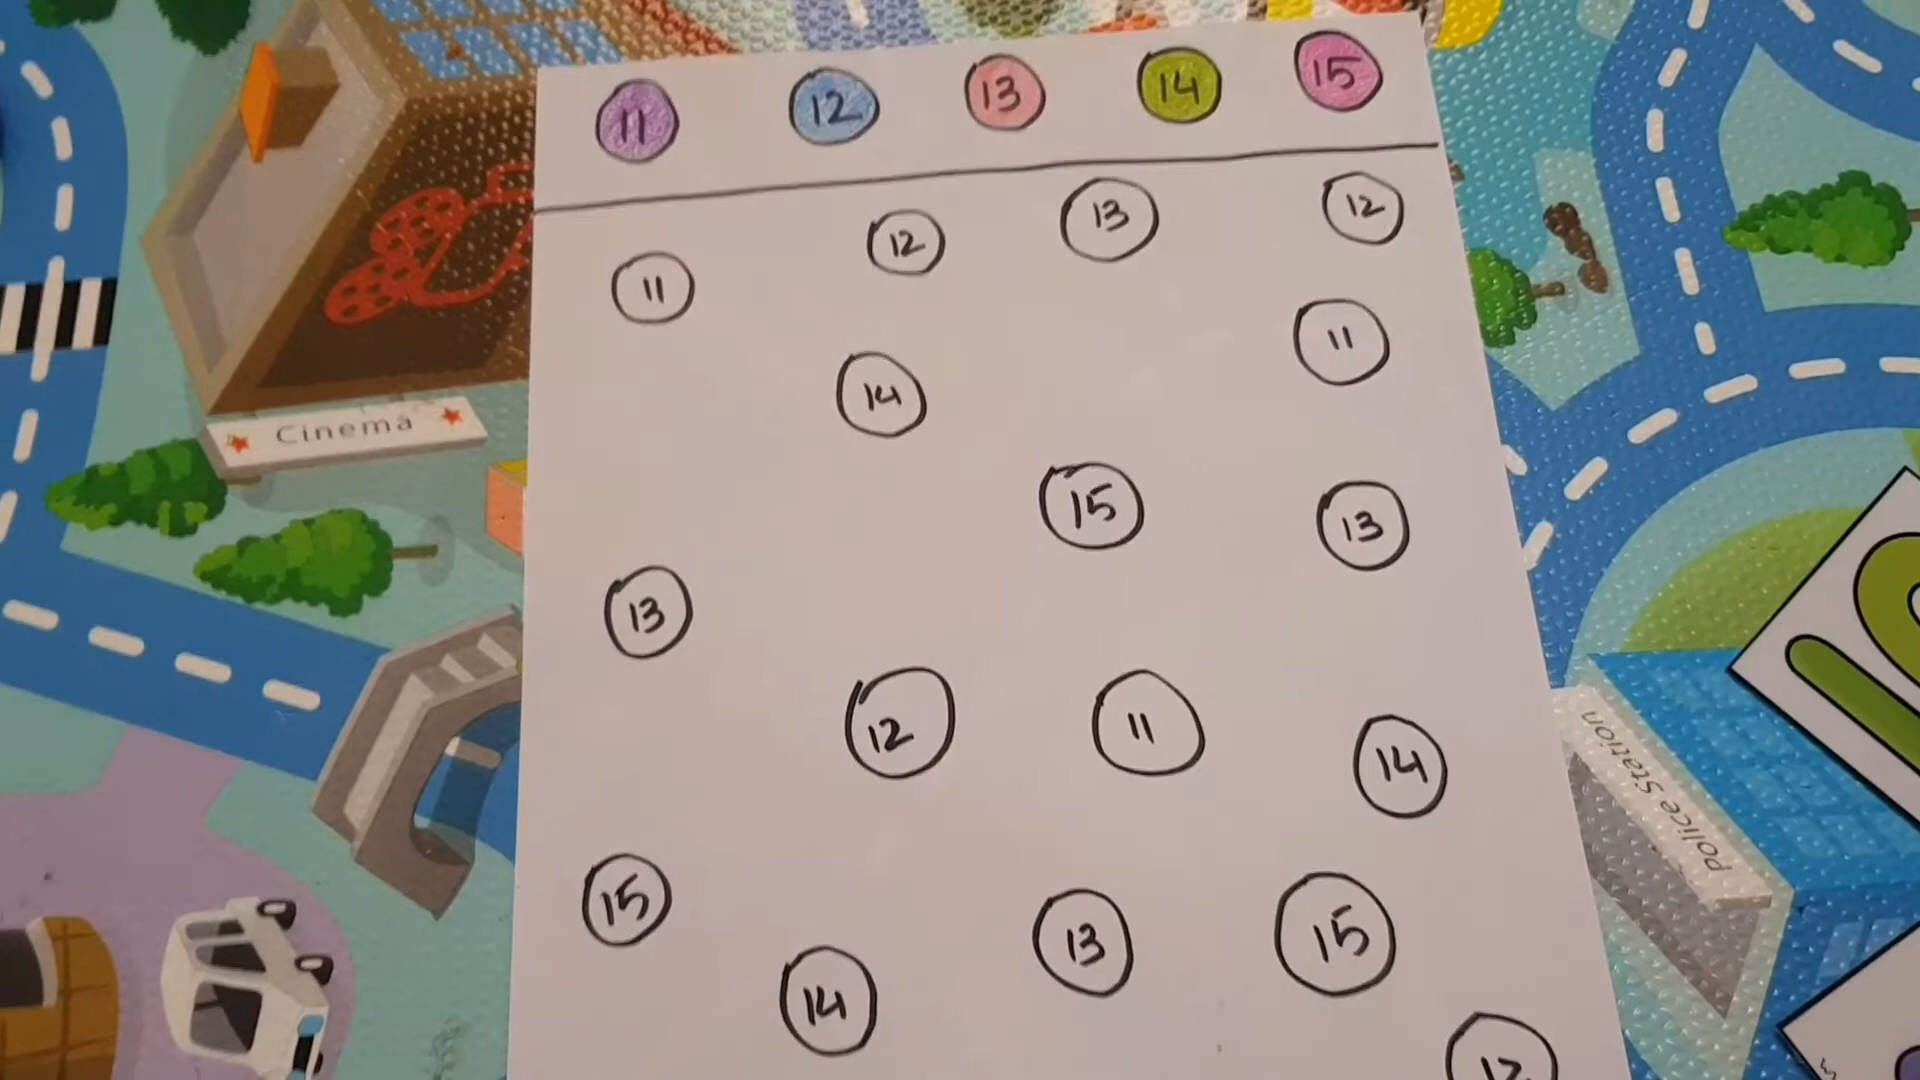 11 12 13 14 15
11 12 13 12
14 11
15 13
13
12 11 14
15 13 15
14
12
Cinema
Police Station